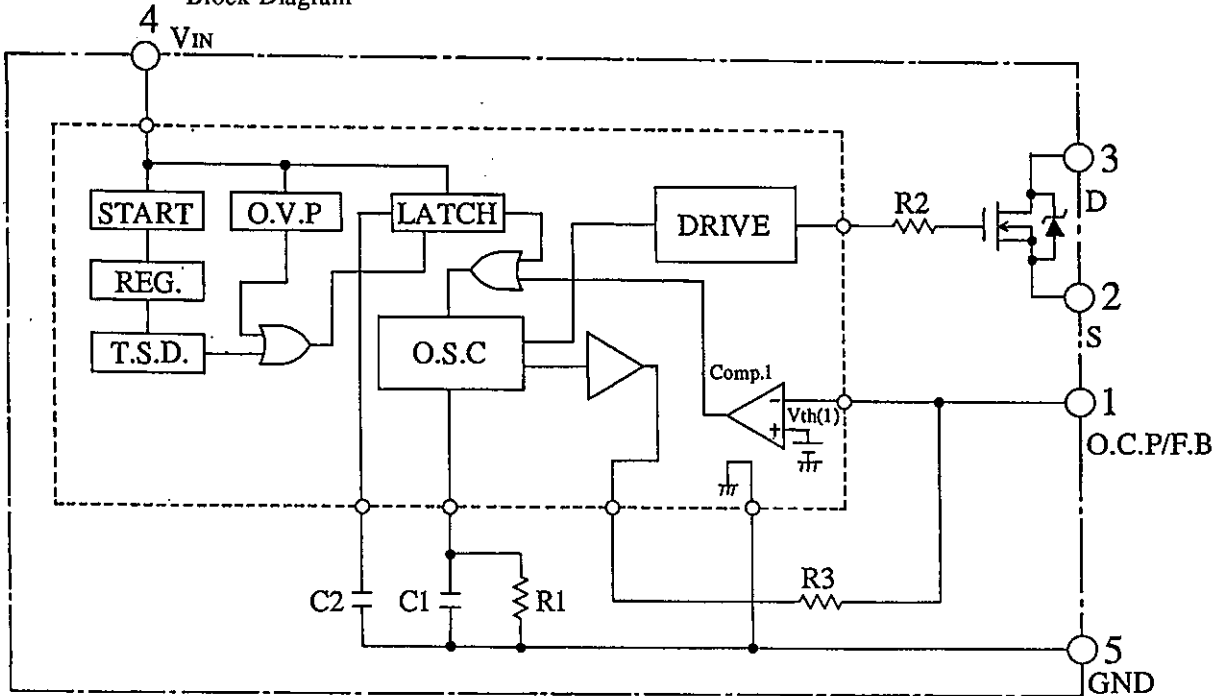 Block Diagram
4
VIN
3
D
START
O.V.P
LATCH
DRIVE
R2
REG.
2
S
T.S.D.
O.S.C
Comp.1
-
Vth(1)
+
1
O.C.P/F.B
R3
C2
C1
R1
5
GND